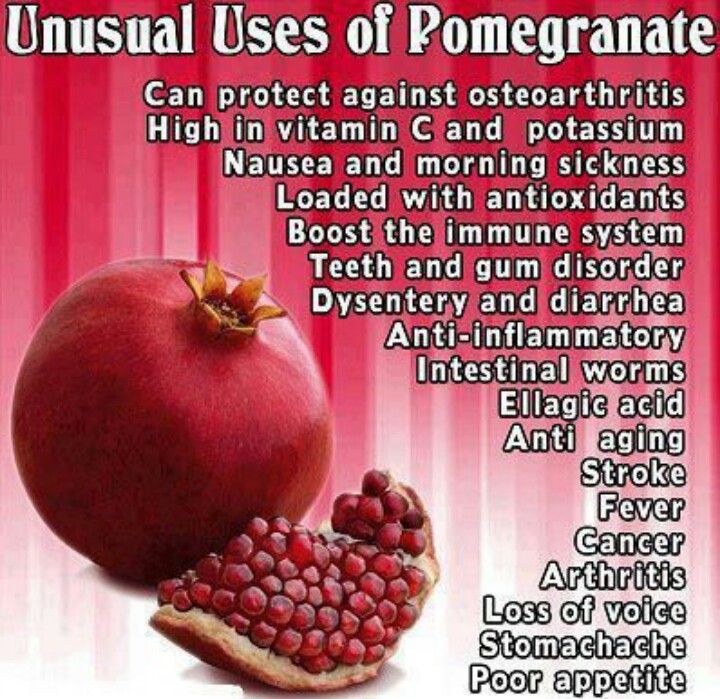 Unusual Uses of Pomegranate
Can protect against osteoarthritis
High in vitamin C and potassium
Nausea and morning sickness
Loaded with antioxidants
Boost the immune system
Teeth and gum disorder
Dysentery and diarrhea
Anti-inflammatory
Intestinal worms
Ellagic acid
Anti aging
Stroke
Fever
Cancer
Arthritis
Loss of voice
Stomachache
Poor appetite